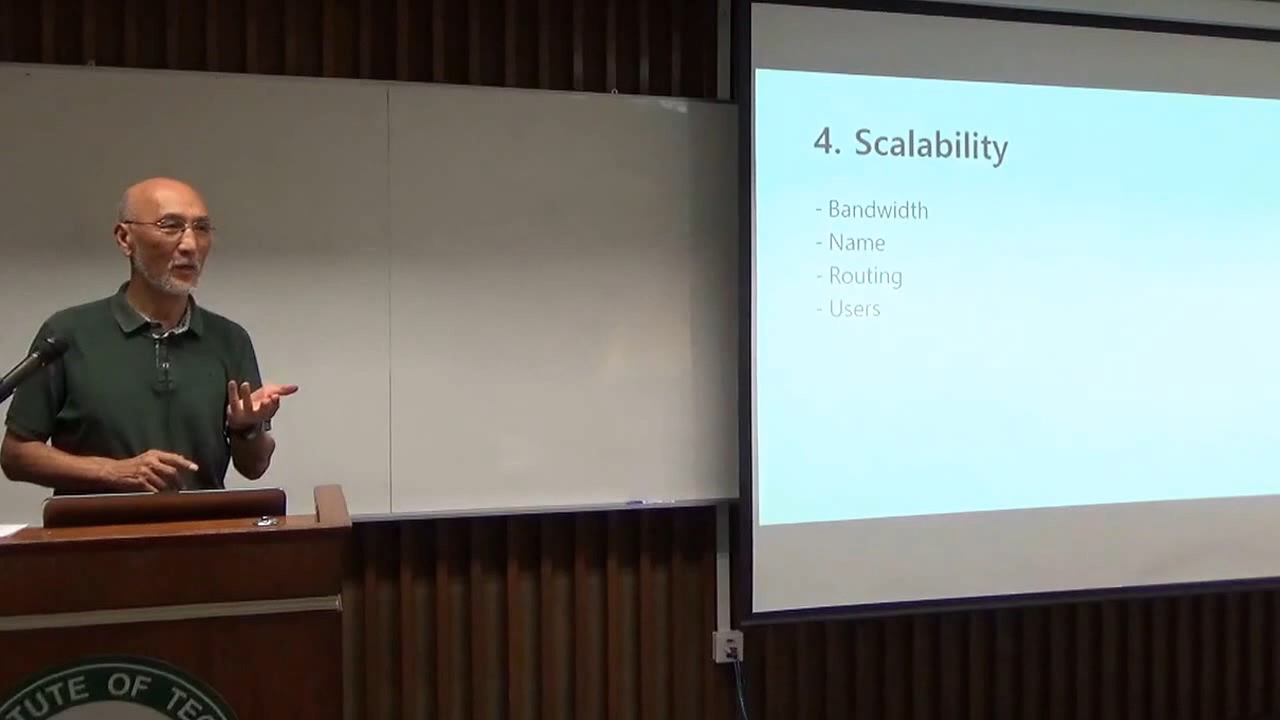 4. Scalability
- Bandwidth
- Name
- Routing
- Users
TUTE OF TEC